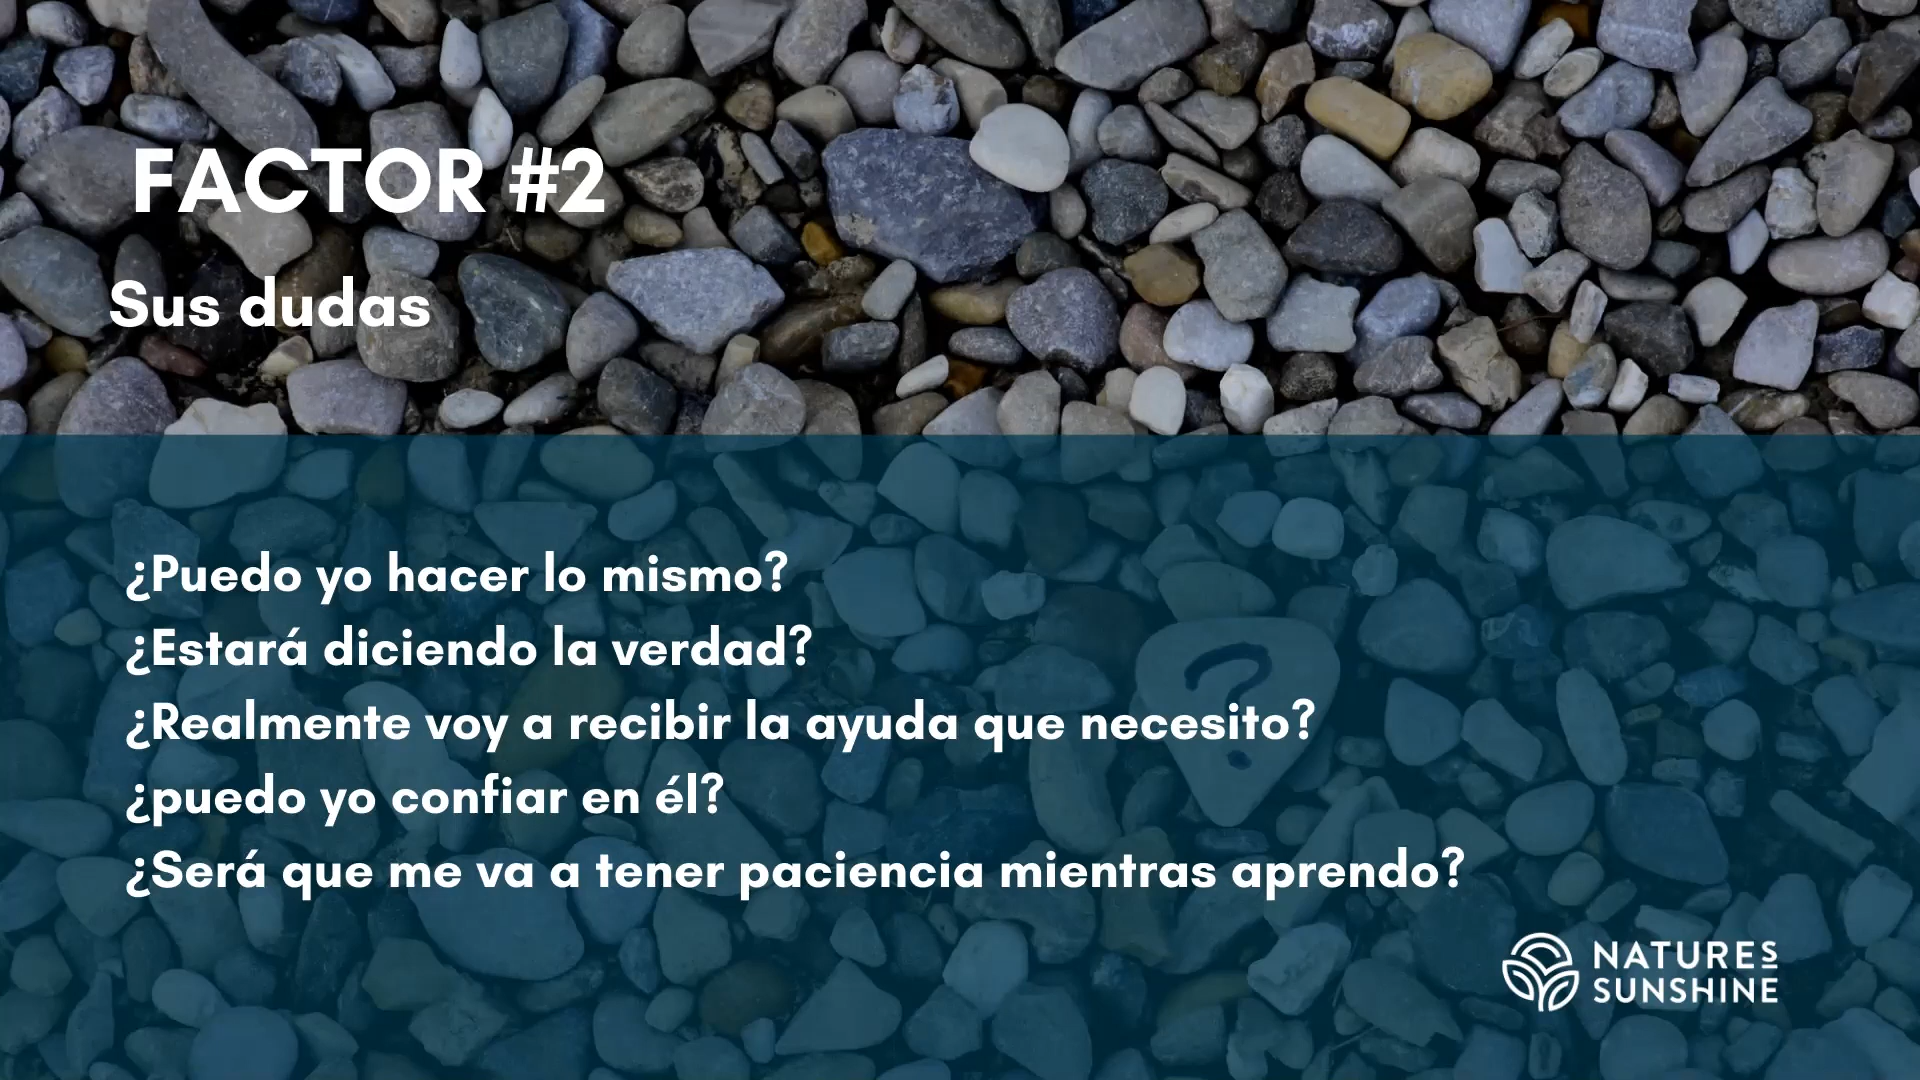 FACTOR #2
Sus dudas
¿Puedo yo hacer lo mismo?
¿Estará diciendo la verdad?
¿Realmente voy a recibir la ayuda que necesito?
¿puedo yo confiar en él?
¿Será que me va a tener paciencia mientras aprendo?
?
NATURES
SUNSHINE